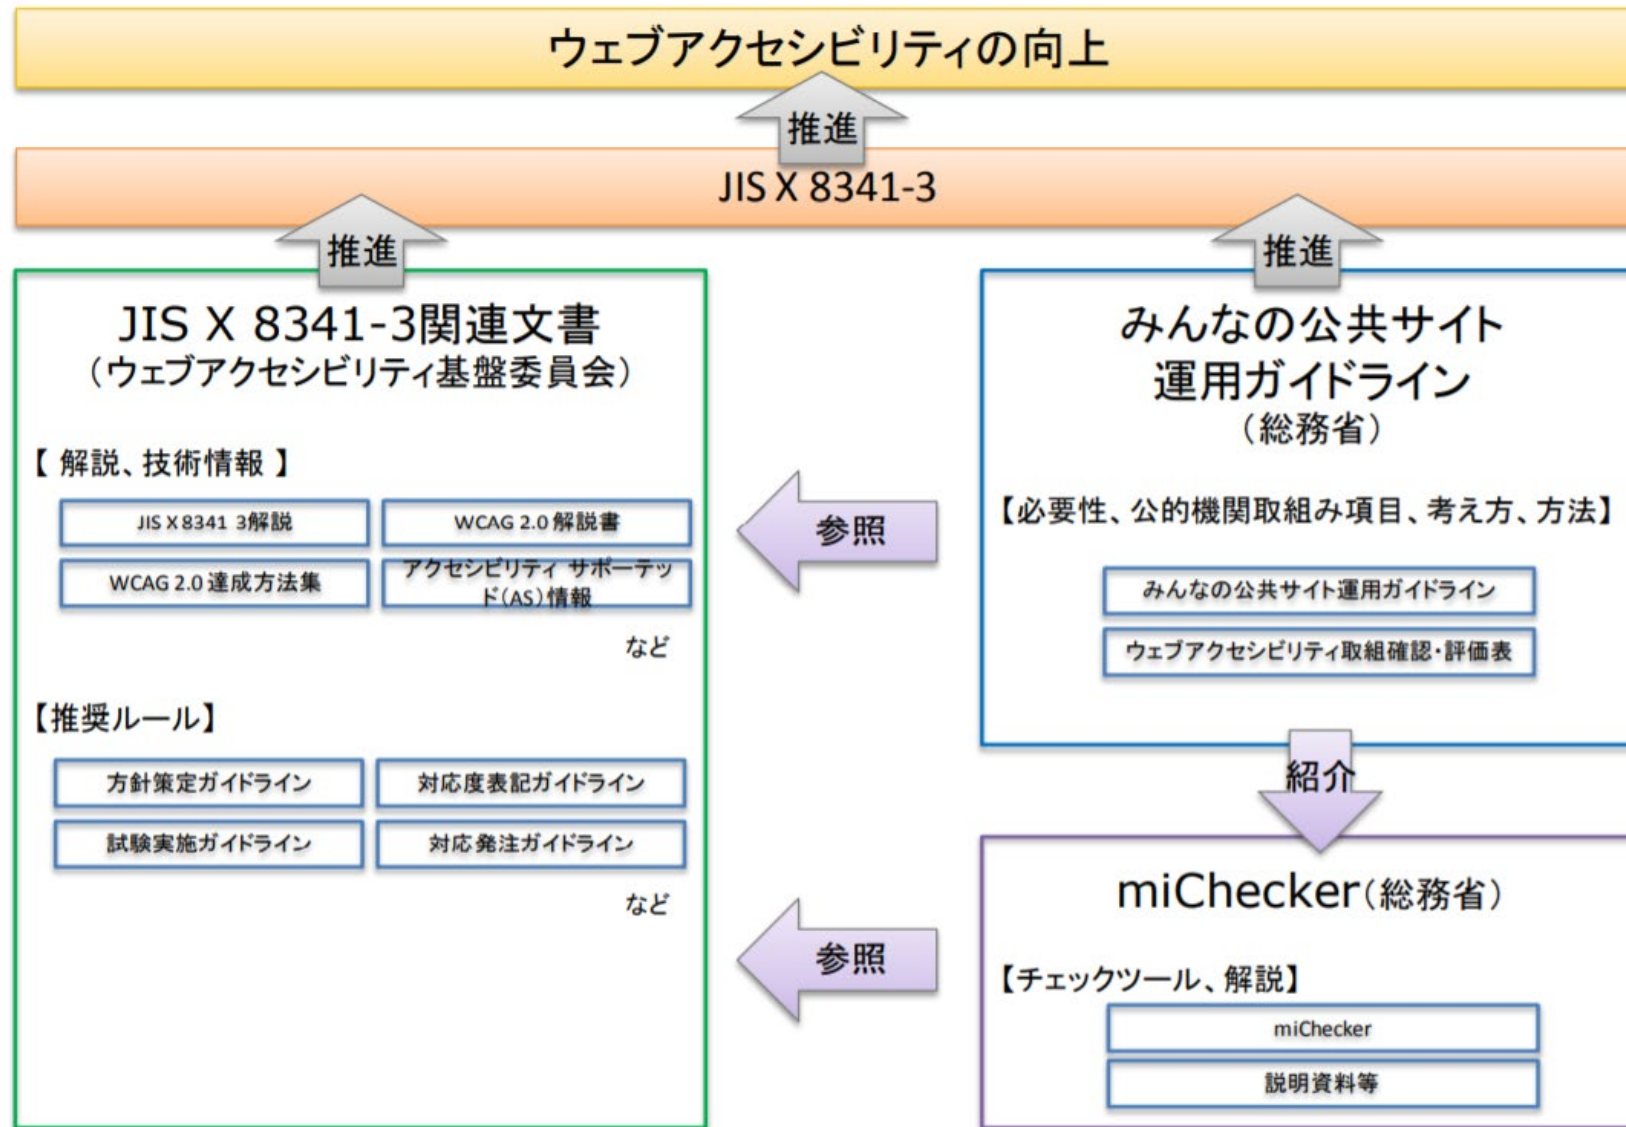 ウェブアクセシビリティの向上
推進
JIS X 8341-3
推進
推進
JIS X 8341-3関連文書
（ウェブアクセシビリティ基盤委員会）
【 解説、技術情報 】
JIS X 8341 3解説
WCAG 2.0 解説書
WCAG 2.0 達成方法集
アクセシビリティ サポーテッ
ド(AS)情報
など
【推奨ルール】
方針策定ガイドライン
対応度表記ガイドライン
試験実施ガイドライン
対応発注ガイドライン
など
参照
参照
みんなの公共サイト
運用ガイドライン
（総務省）
【必要性、公的機関取組み項目、考え方、方法】
みんなの公共サイト運用ガイドライン
ウェブアクセシビリティ取組確認・評価表
紹介
miChecker（総務省）
【チェックツール、解説】
miChecker
説明資料等